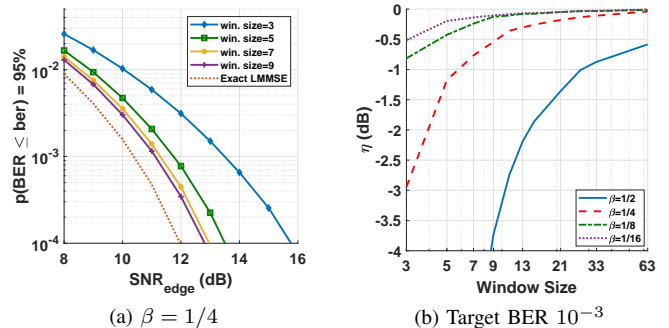 p(BER ≤ ber) = 95%
10^-2
10^-3
10^-4
8 10 12 14 16
SNR_edge (dB)
win. size=3
win. size=5
win. size=7
win. size=9
Exact LMMSE
(a) β = 1/4
η (dB)
0
-0.5
-1
-1.5
-2
-2.5
-3
-3.5
-4
3 5 7 9 13 21 33 63
Window Size
β=1/2
β=1/4
β=1/8
β=1/16
(b) Target BER 10^-3